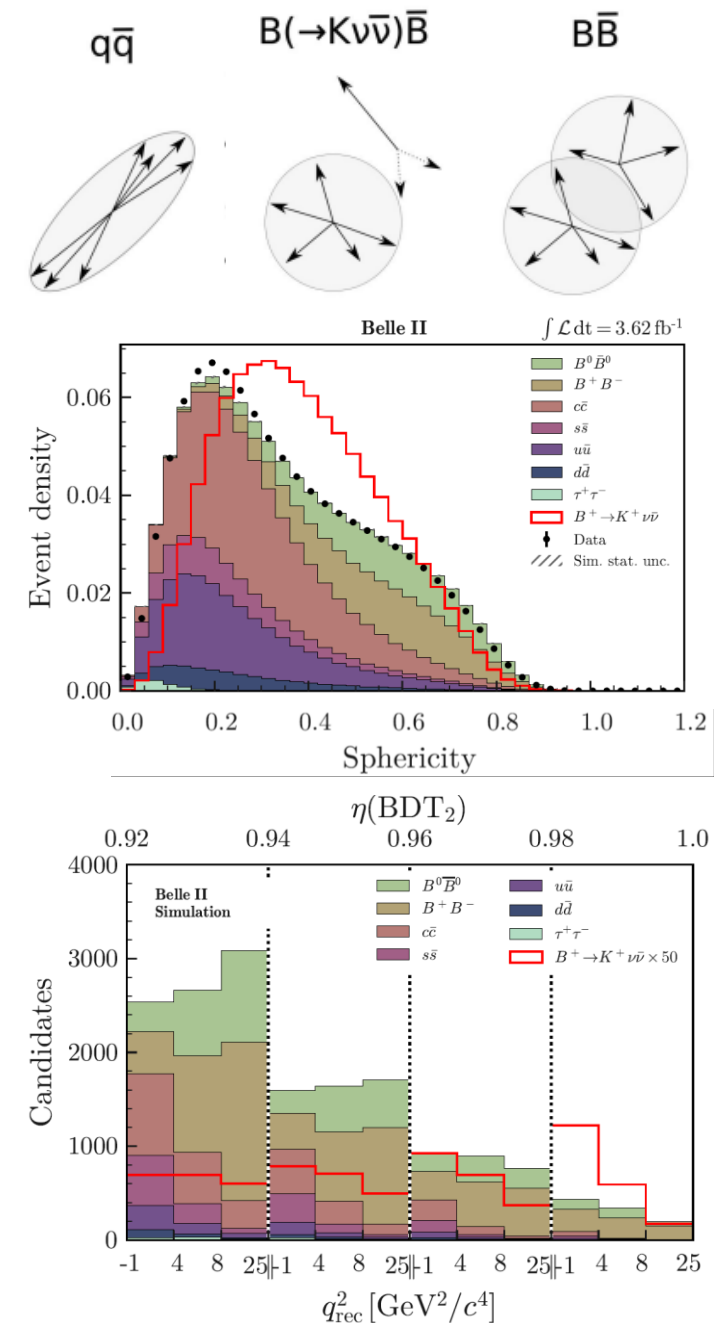 qq̄ B(→Kνν̄)B̄ BB̄
Belle II ∫ℒdt = 3.62 fb⁻¹
Event density
0.06
0.04
0.02
0.00
B⁰B̄⁰
B⁺B⁻
cc̄
ss̄
uū
dd̄
τ⁺τ⁻
B⁺→K⁺νν̄
Data
Sim. stat. unc.
0.0 0.2 0.4 0.6 0.8 1.0 1.2
Sphericity
η(BDT₂)
0.92 0.94 0.96 0.98 1.0
Candidates
4000
3000
2000
1000
0
Belle II
Simulation
B⁰B̄⁰
B⁺B⁻
cc̄
ss̄
uū
dd̄
τ⁺τ⁻
B⁺→K⁺νν̄ × 50
-1 4 8 25||-1 4 8 25||-1 4 8 25||-1 4 8 25
q²rec [GeV²/c⁴]